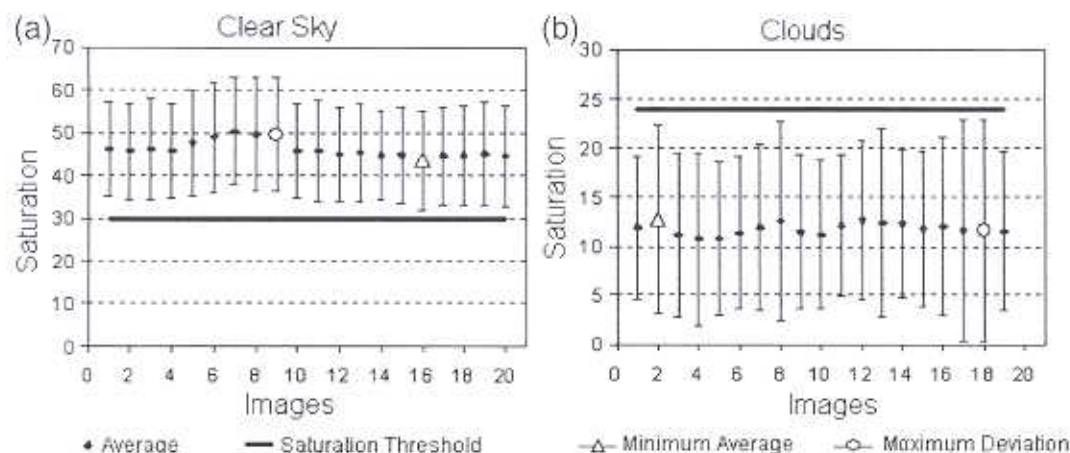 (a) Clear Sky
70
60
50
40
30
20
10
0
Saturation
0 2 4 6 8 10 12 14 16 18 20
Images
(b) Clouds
30
25
20
15
10
5
0
Saturation
0 2 4 6 8 10 12 14 16 18 20
Images
Average Saturation Threshold Minimum Average Moximum Deviation